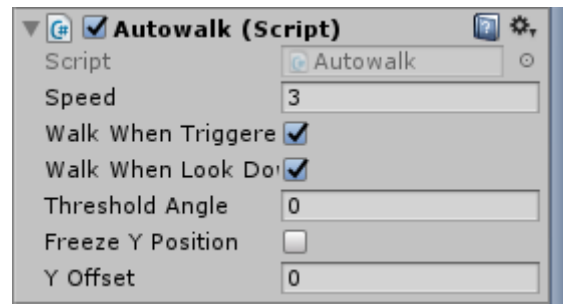 Autowalk (Script)
Script Autowalk
Speed 3
Walk When Triggere
Walk When Look Do
Threshold Angle 0
Freeze Y Position
Y Offset 0